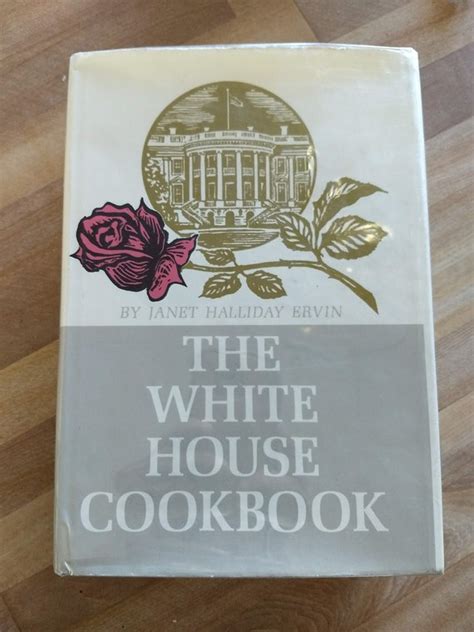 BY JANET HALLIDAY ERVIN
THE
WHITE
HOUSE
COOKBOOK